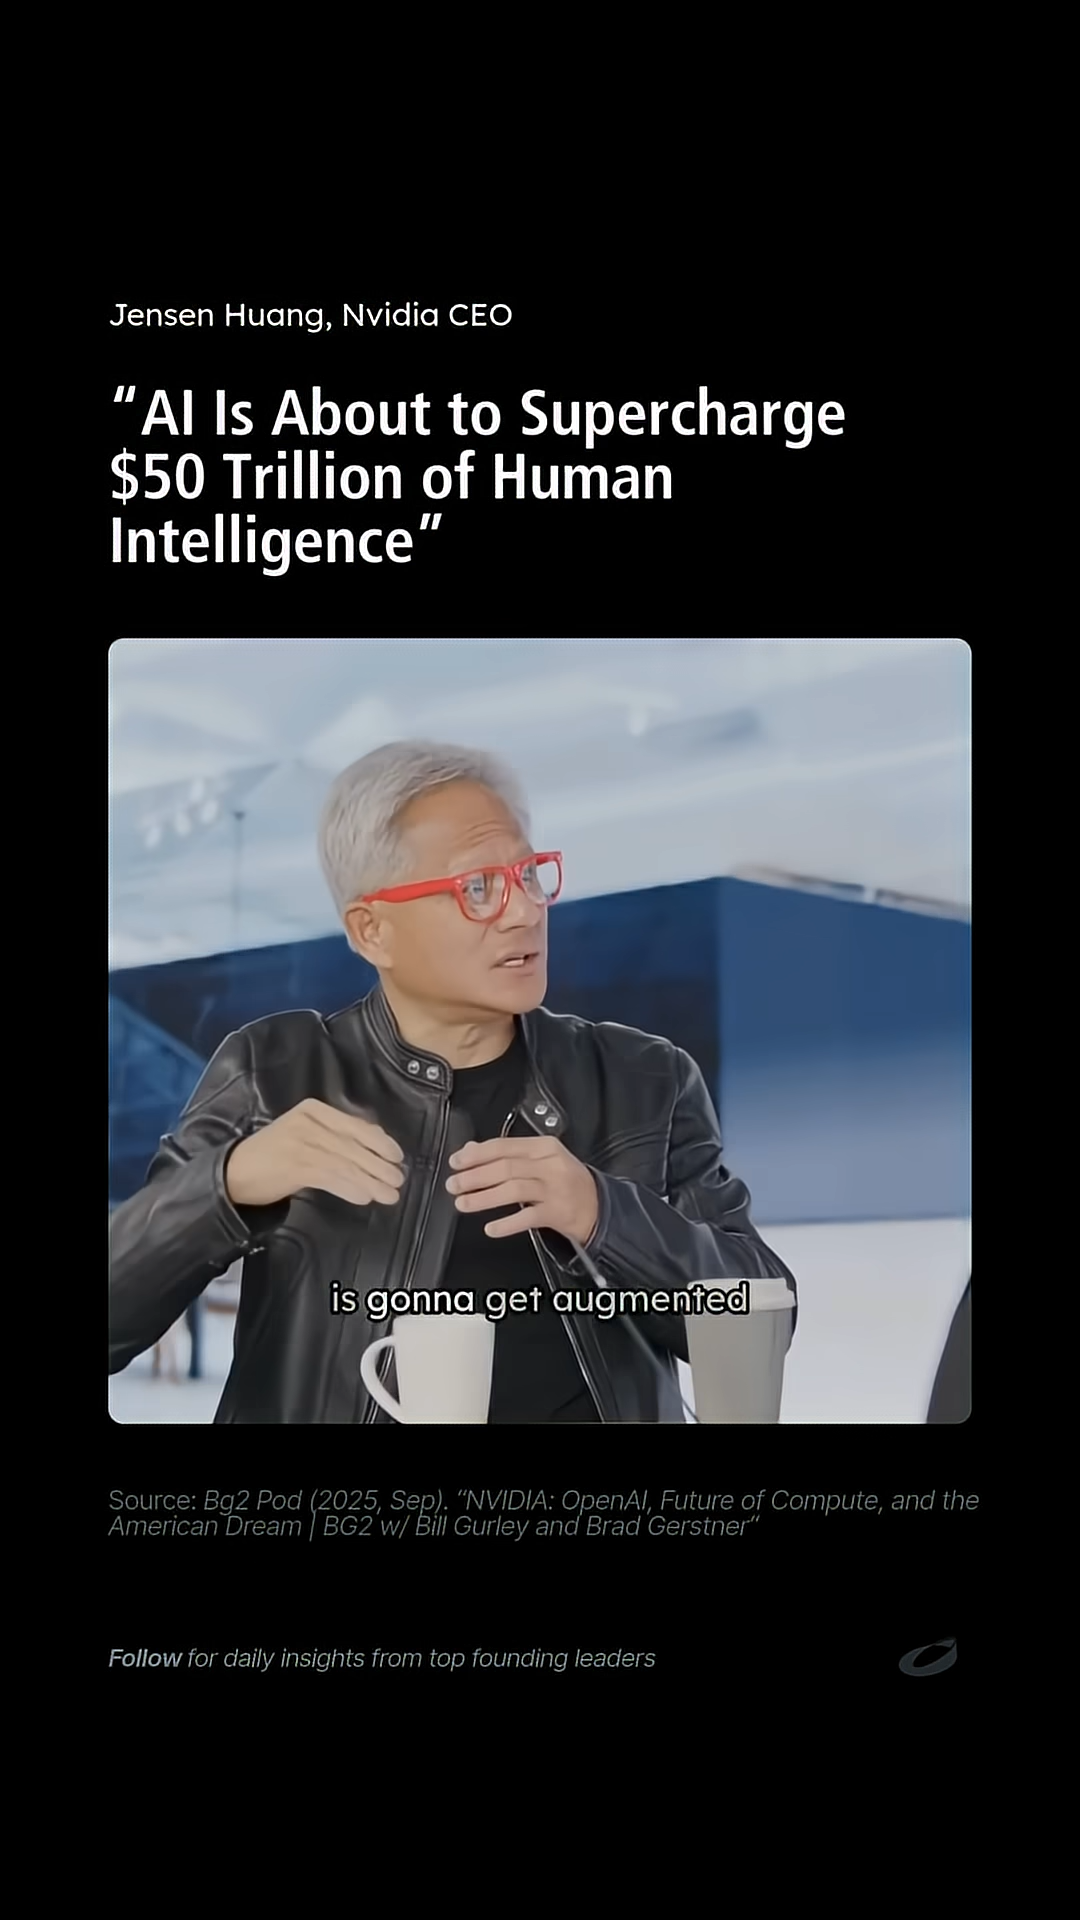 Jensen Huang, Nvidia CEO
“AI Is About to Supercharge
$50 Trillion of Human
Intelligence”
is gonna get augmented
Source: Bg2 Pod (2025, Sep). “NVIDIA: OpenAI, Future of Compute, and the
American Dream | BG2 w/ Bill Gurley and Brad Gerstner“
Follow for daily insights from top founding leaders